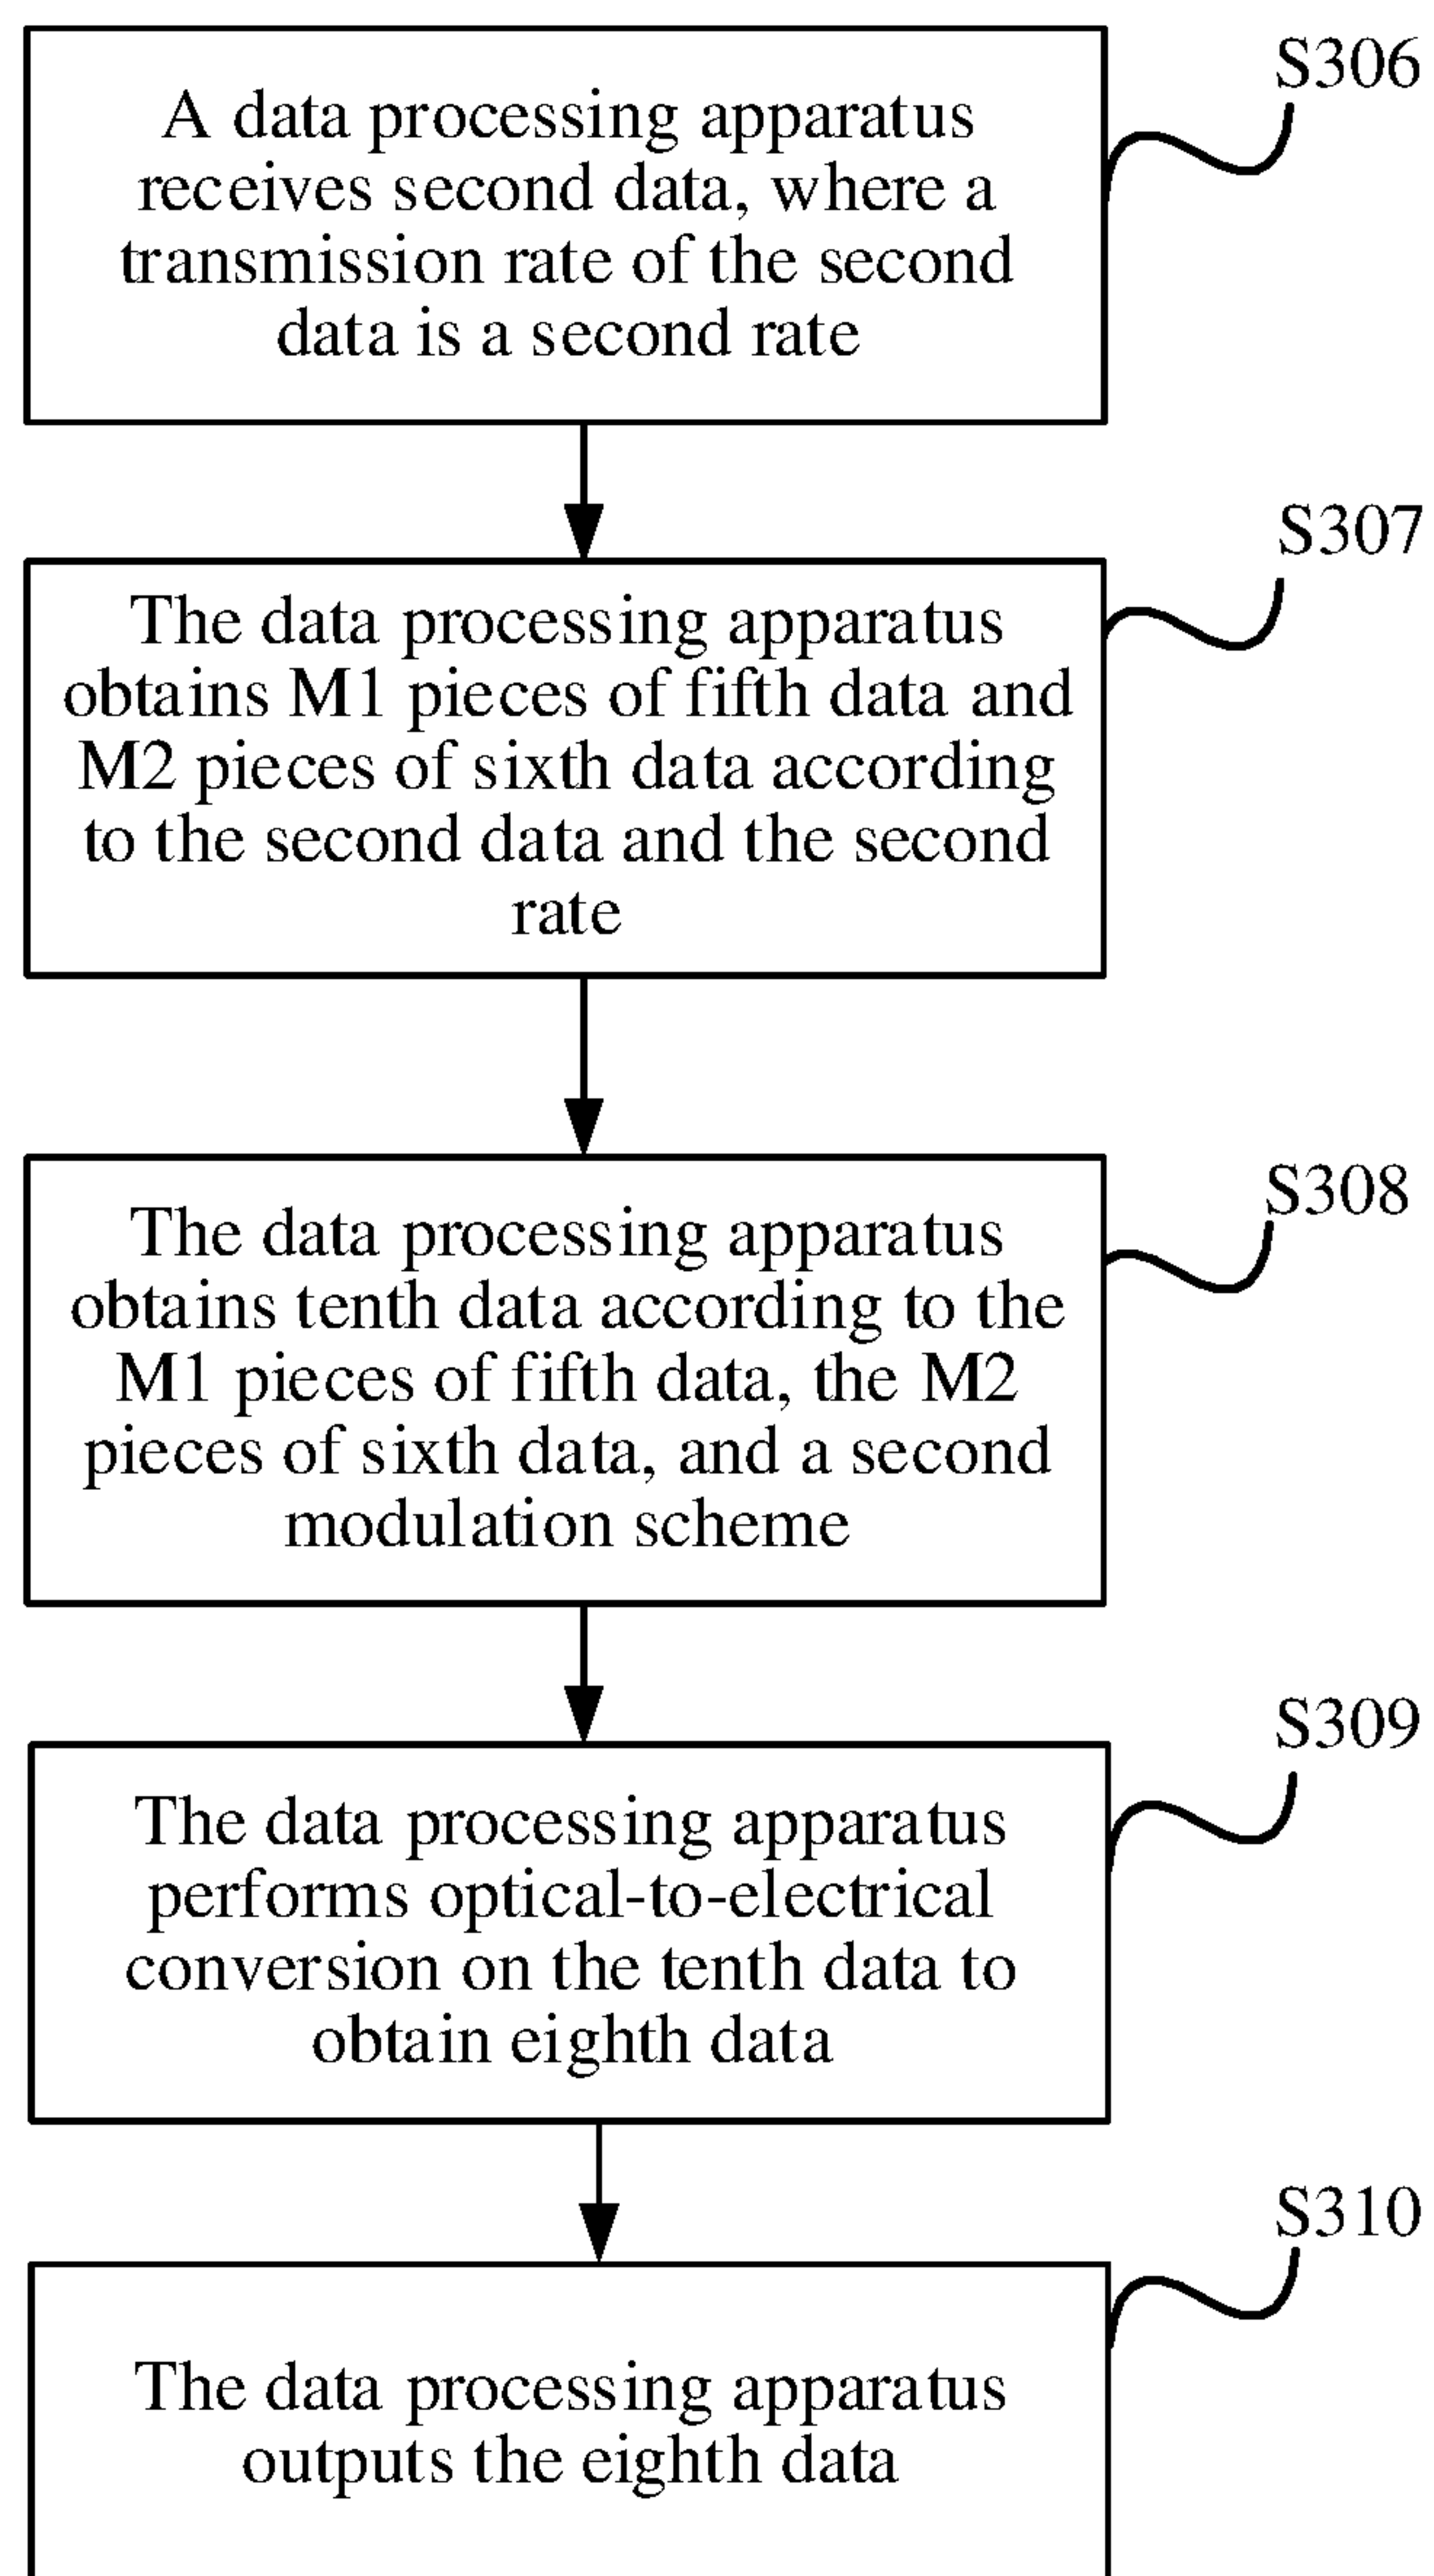 S306
A data processing apparatus
receives second data, where a
transmission rate of the second
data is a second rate
S307
The data processing apparatus
obtains M1 pieces of fifth data and
M2 pieces of sixth data according
to the second data and the second
rate
S308
The data processing apparatus
obtains tenth data according to the
M1 pieces of fifth data, the M2
pieces of sixth data, and a second
modulation scheme
S309
The data processing apparatus
performs optical-to-electrical
conversion on the tenth data to
obtain eighth data
S310
The data processing apparatus
outputs the eighth data